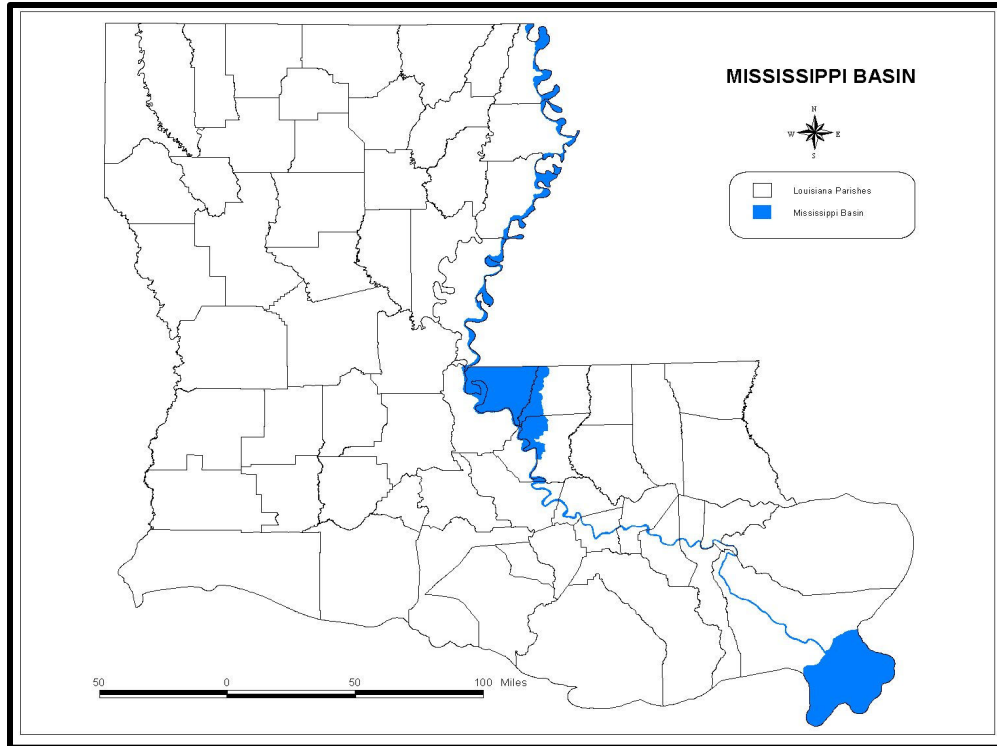 MISSISSIPPI BASIN
N
W E
S
Louisiana Parishes
Mississippi Basin
50 0 50 100 Miles